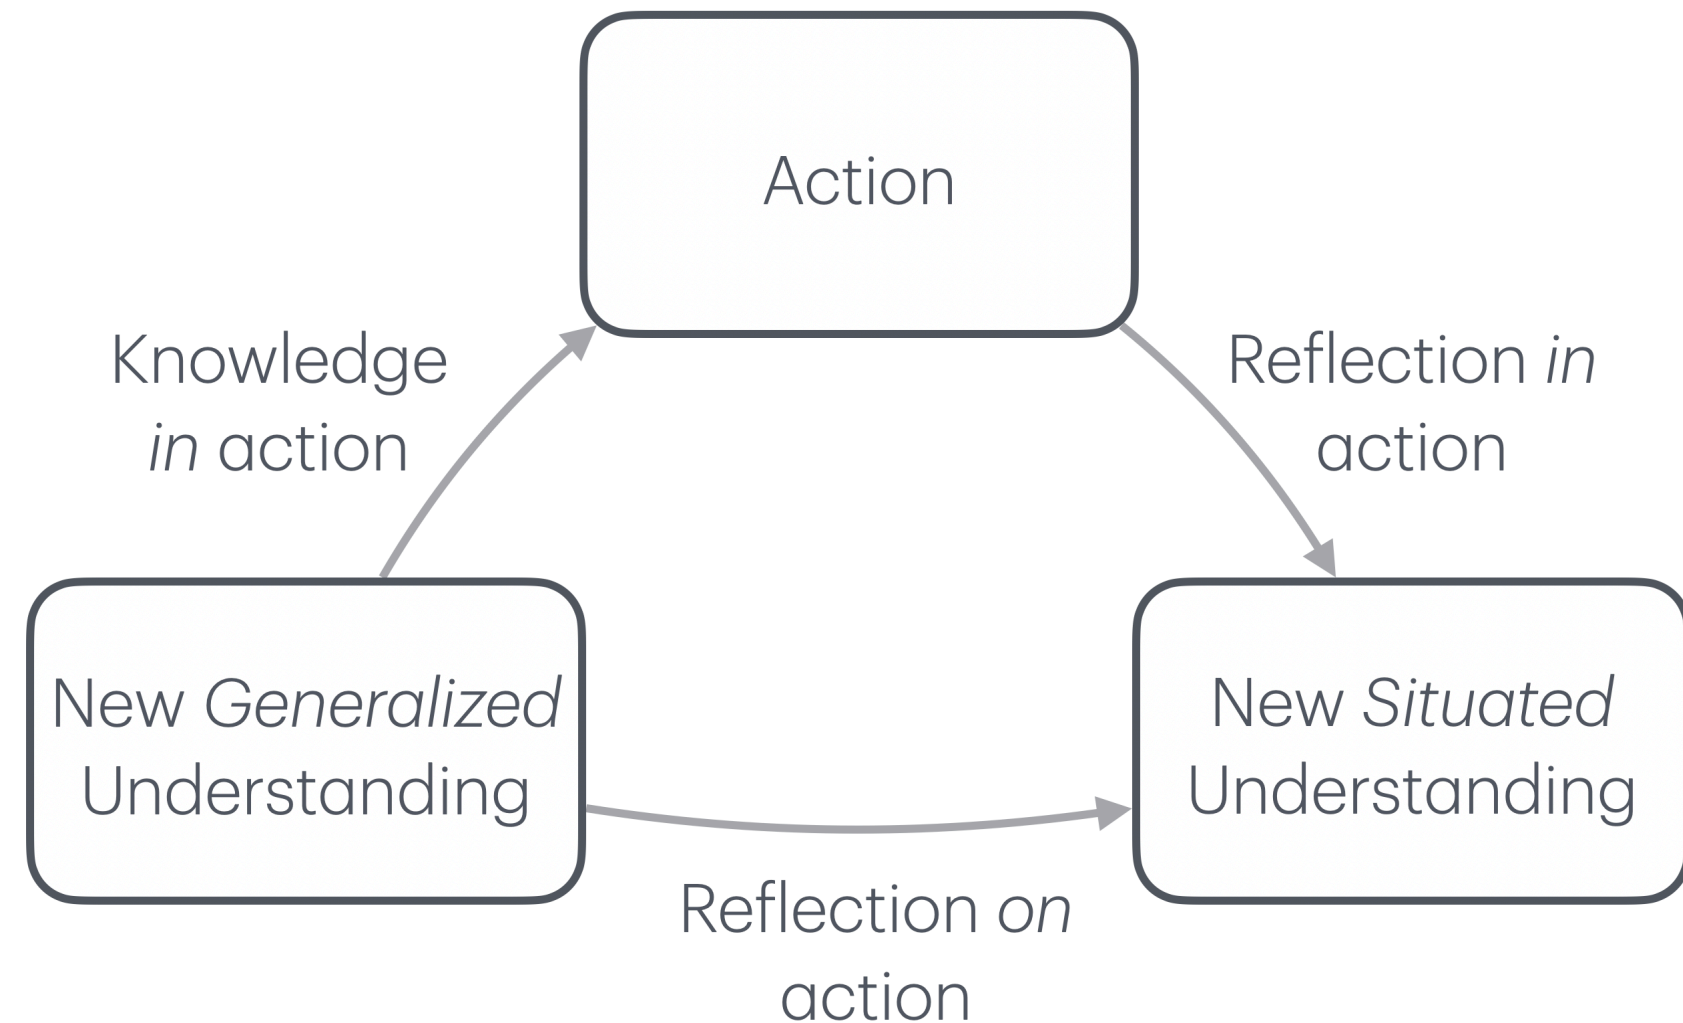 Action
Knowledge
in action
Reflection in
action
New Generalized
Understanding
New Situated
Understanding
Reflection on
action